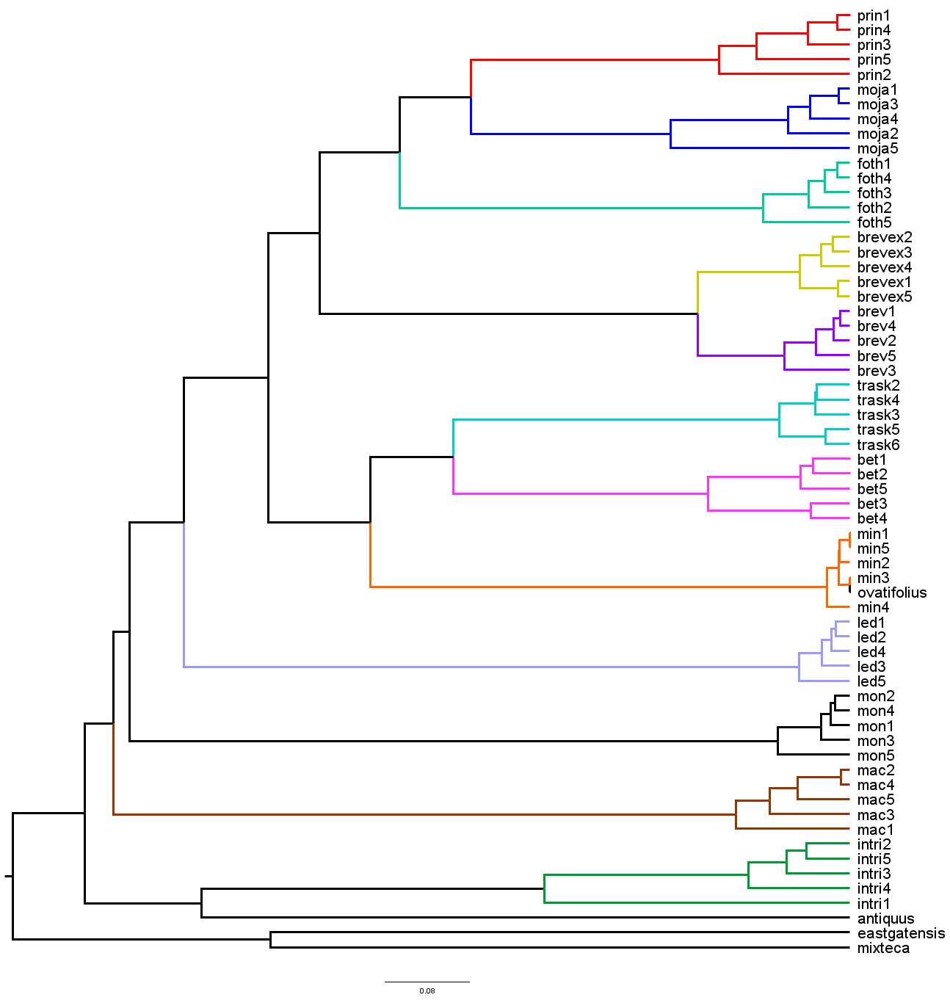 prin1
prin4
prin3
prin5
prin2
moja1
moja3
moja4
moja2
moja5
foth1
foth4
foth3
foth2
foth5
brevex2
brevex3
brevex4
brevex1
brevex5
brev1
brev4
brev2
brev5
brev3
trask2
trask4
trask3
trask5
trask6
bet1
bet2
bet5
bet3
bet4
min1
min5
min2
min3
ovatifolius
min4
led1
led2
led4
led3
led5
mon2
mon4
mon1
mon3
mon5
mac2
mac4
mac5
mac3
mac1
intri2
intri5
intri3
intri4
intri1
antiquus
eastgatensis
mixteca
0.08